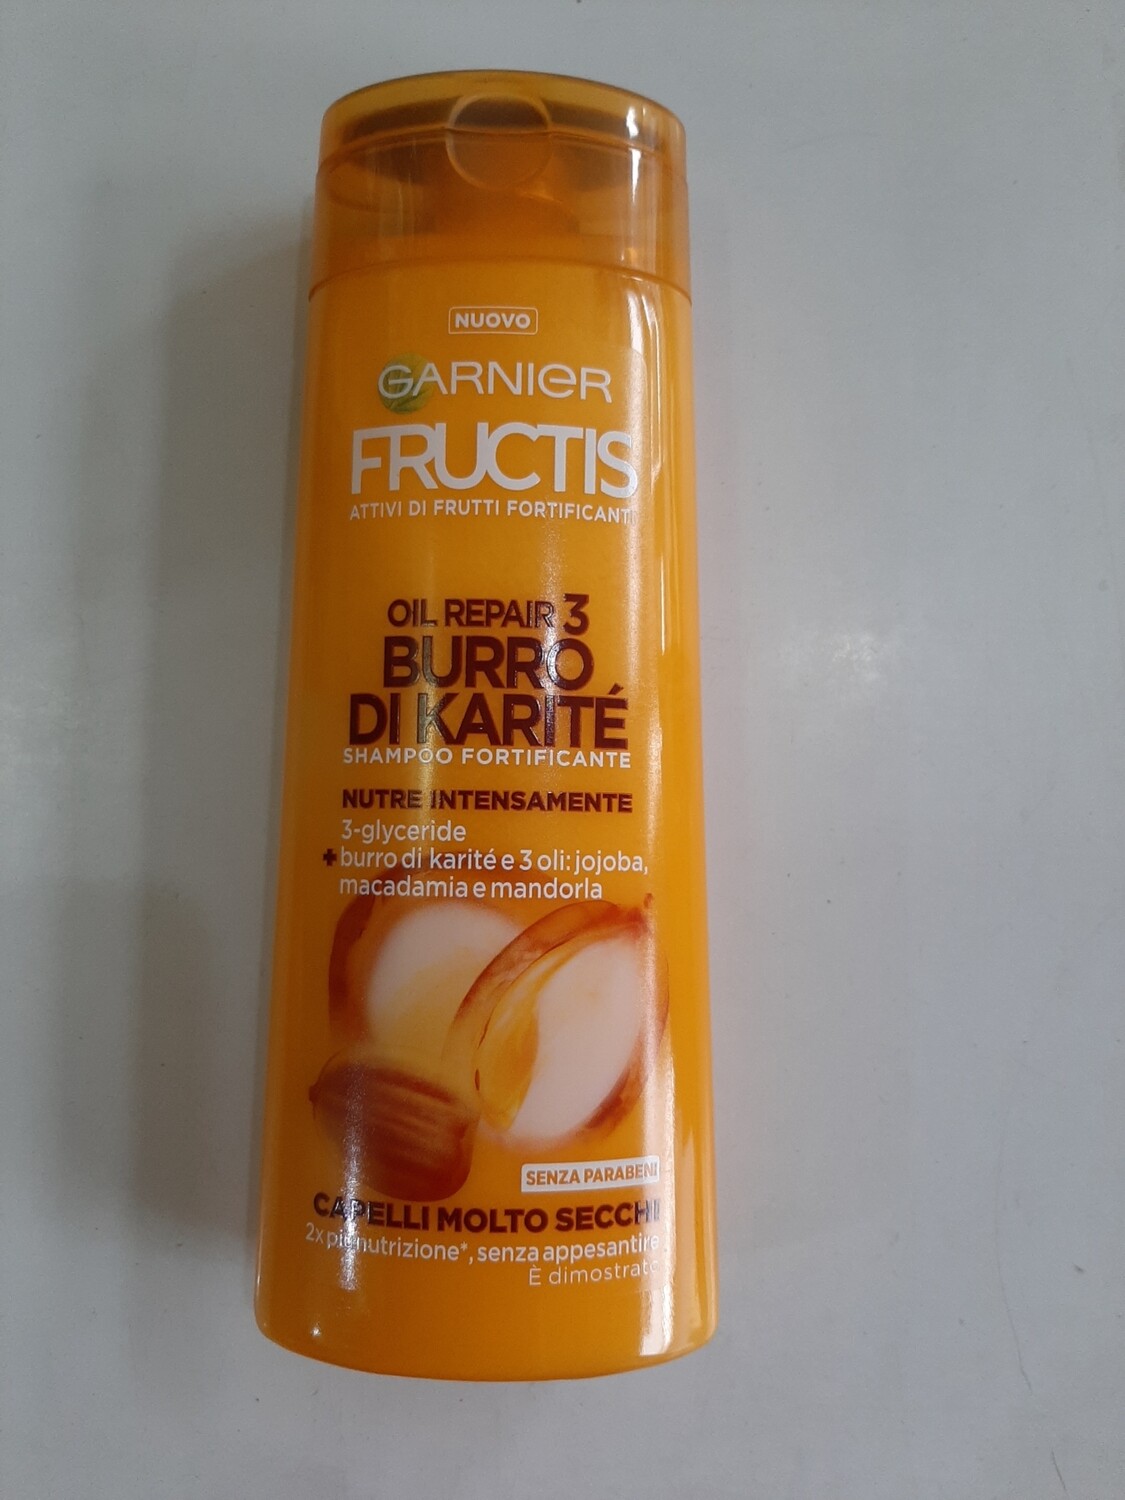 NUOVO
GARNIER
FRUCTIS
ATTIVI DI FRUTTI FORTIFICANTI
OIL REPAIR 3
BURRO
DI KARITÉ
SHAMPOO FORTIFICANTE
NUTRE INTENSAMENTE
3-glyceride
+burro di karité e 3 oli: jojoba,
macadamia e mandorla
SENZA PARABENI
CAPELLI MOLTO SECCHI
2x più nutrizione*, senza appesantire
È dimostrato